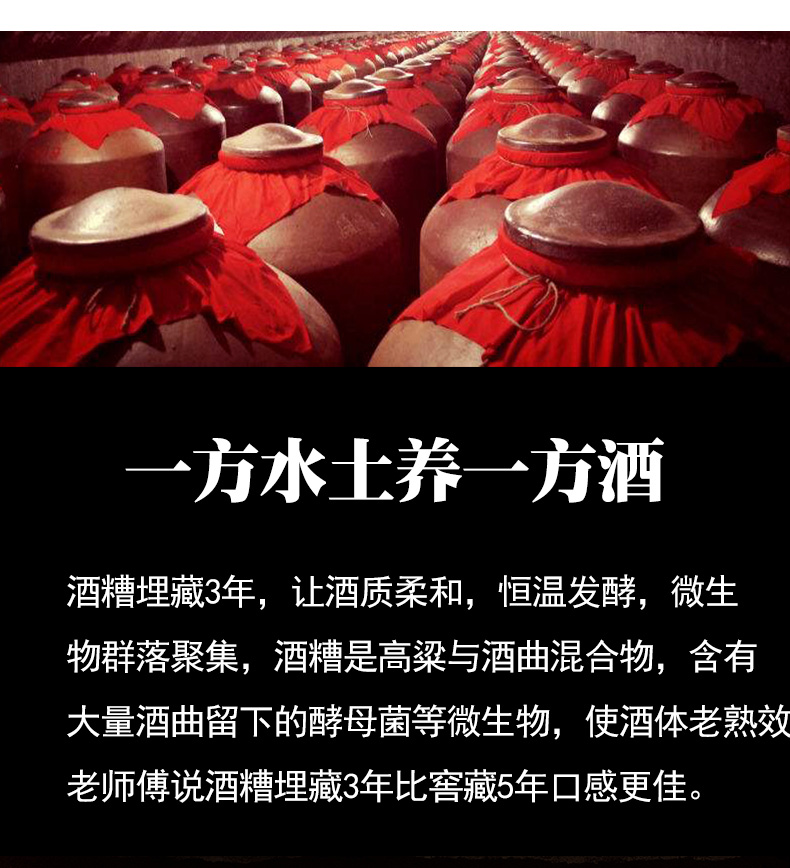 一方水土养一方酒
酒糟埋藏3年，让酒质柔和，恒温发酵，微生
物群落聚集，酒糟是高粱与酒曲混合物，含有
大量酒曲留下的酵母菌等微生物，使酒体老熟效
老师傅说酒糟埋藏3年比窖藏5年口感更佳。